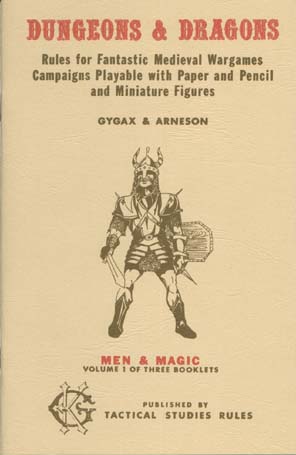 DUNGEONS & DRAGONS
Rules for Fantastic Medieval Wargames
Campaigns Playable with Paper and Pencil
and Miniature Figures
GYGAX & ARNESON
MEN & MAGIC
VOLUME 1 OF THREE BOOKLETS
GK
PUBLISHED BY
TACTICAL STUDIES RULES